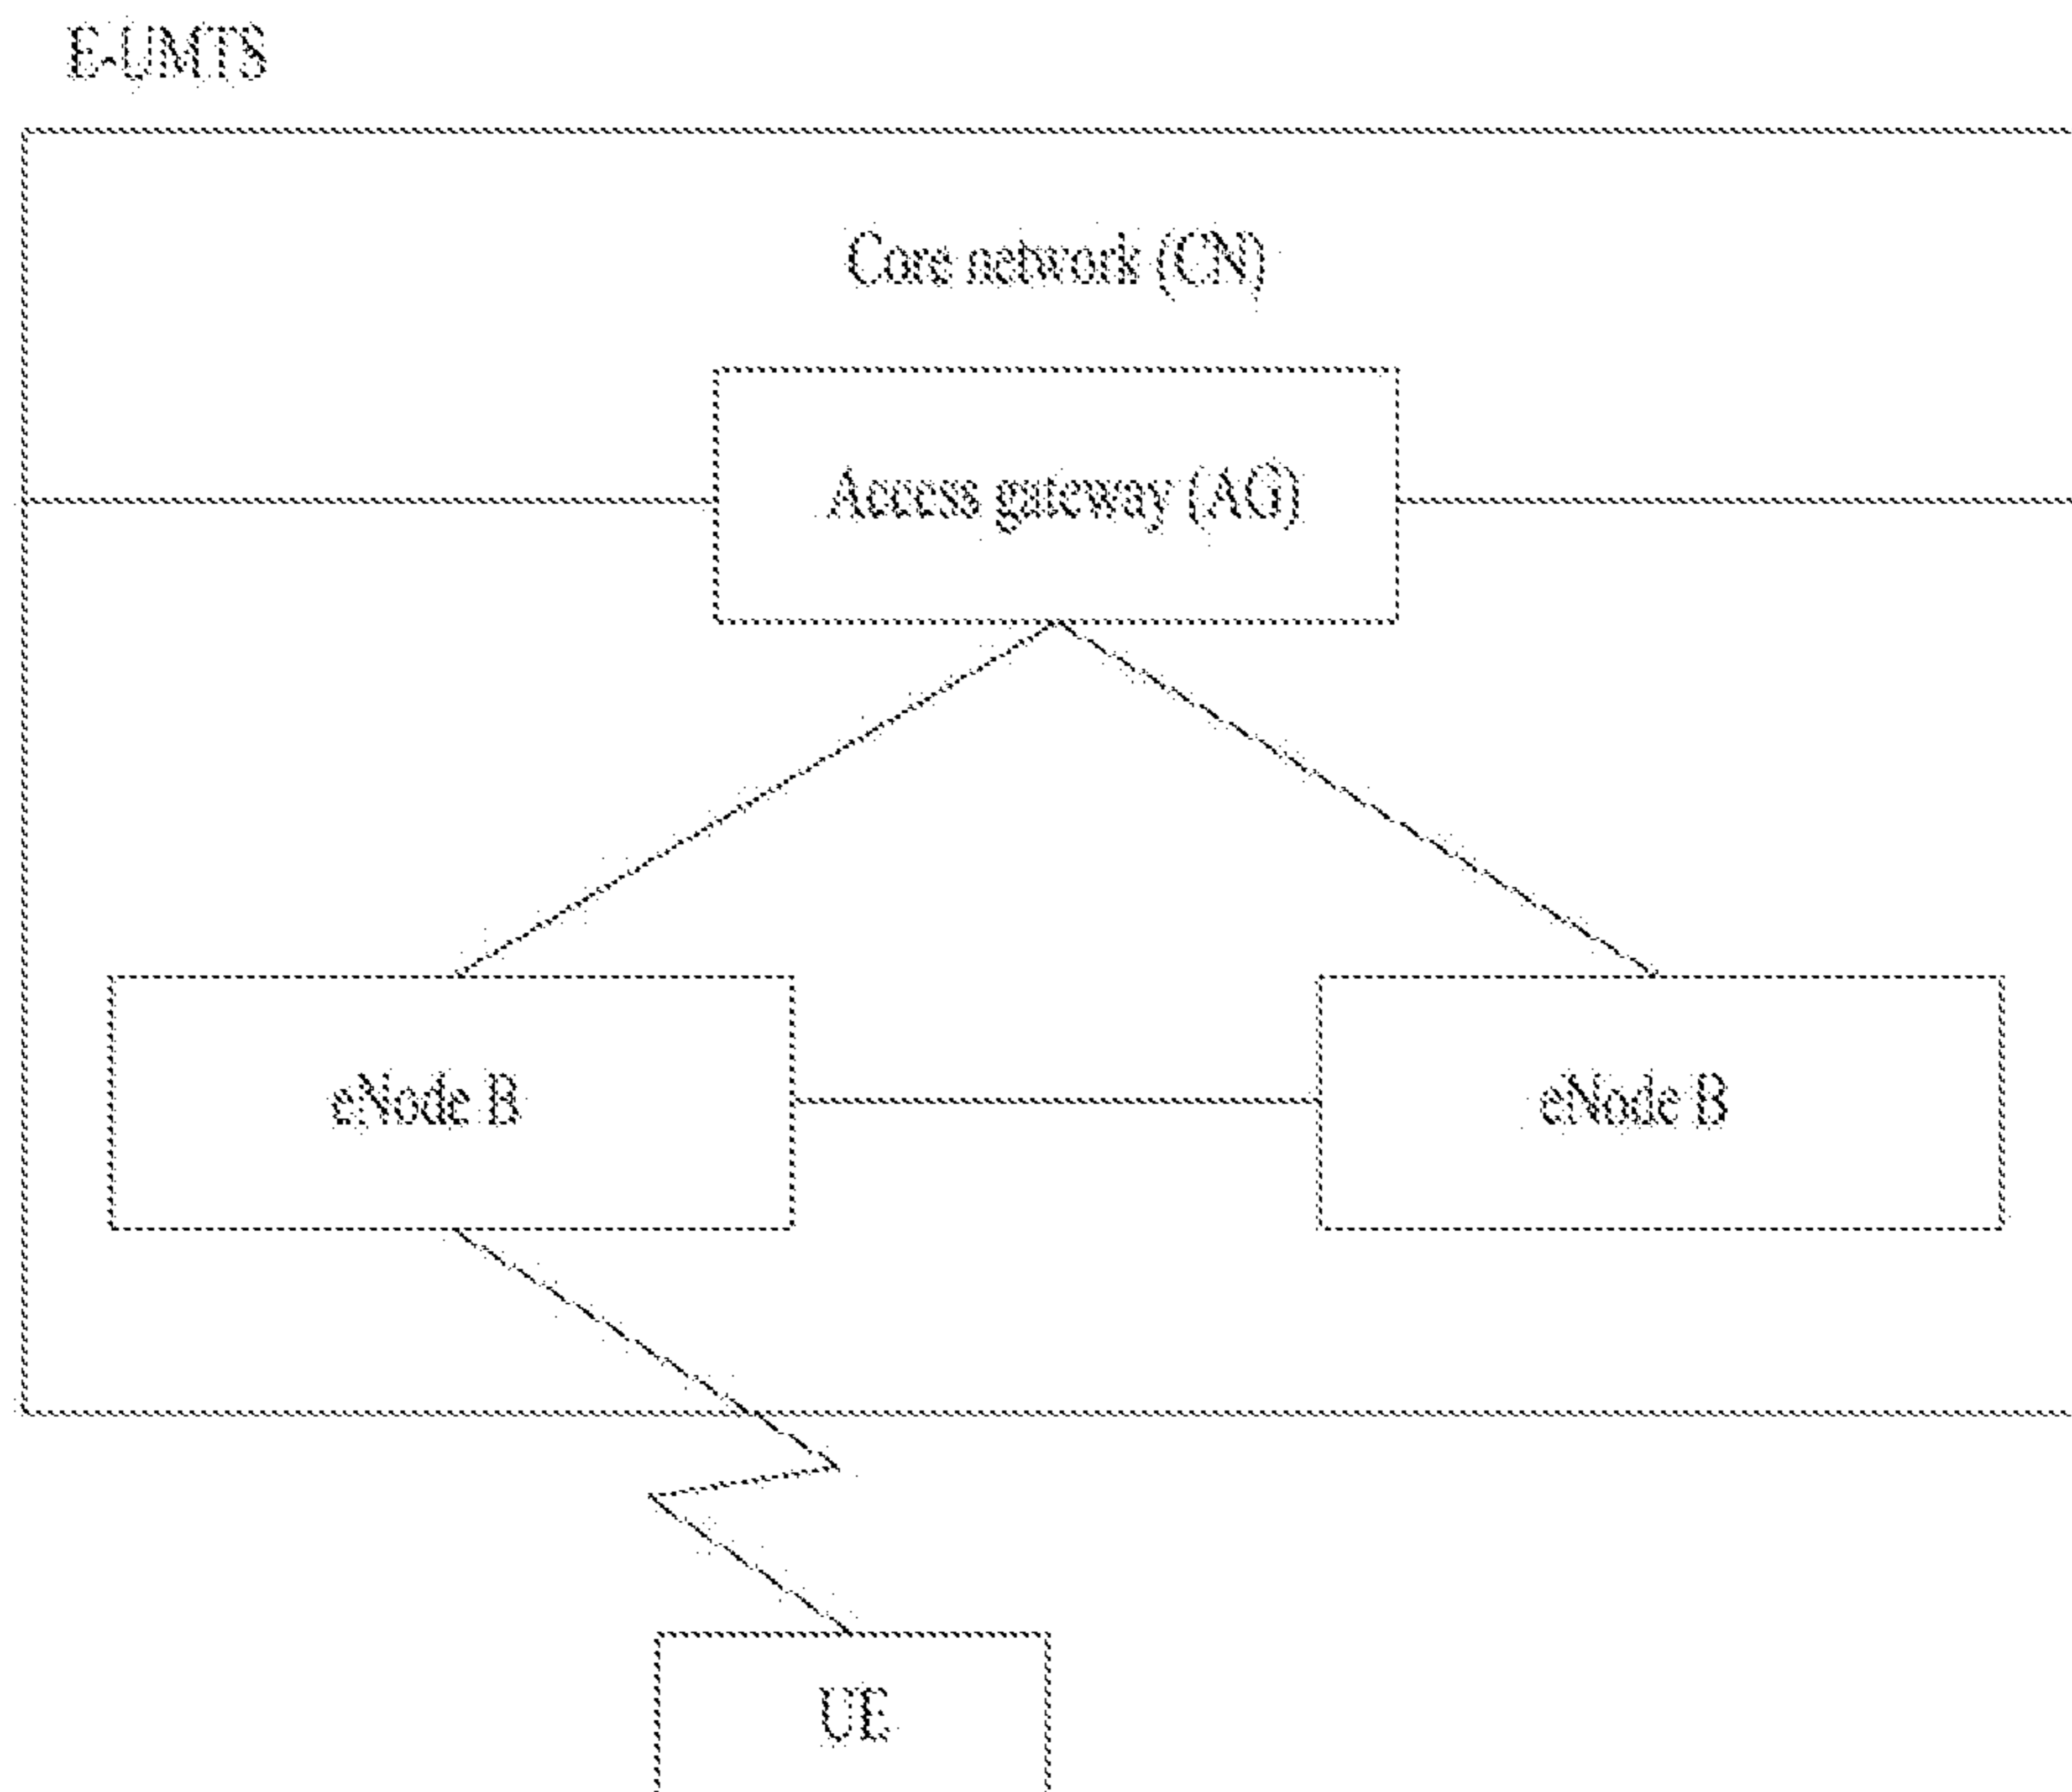 E-UMTS
Core network (CN)
Access gateway (AG)
eNode B
eNode B
UE